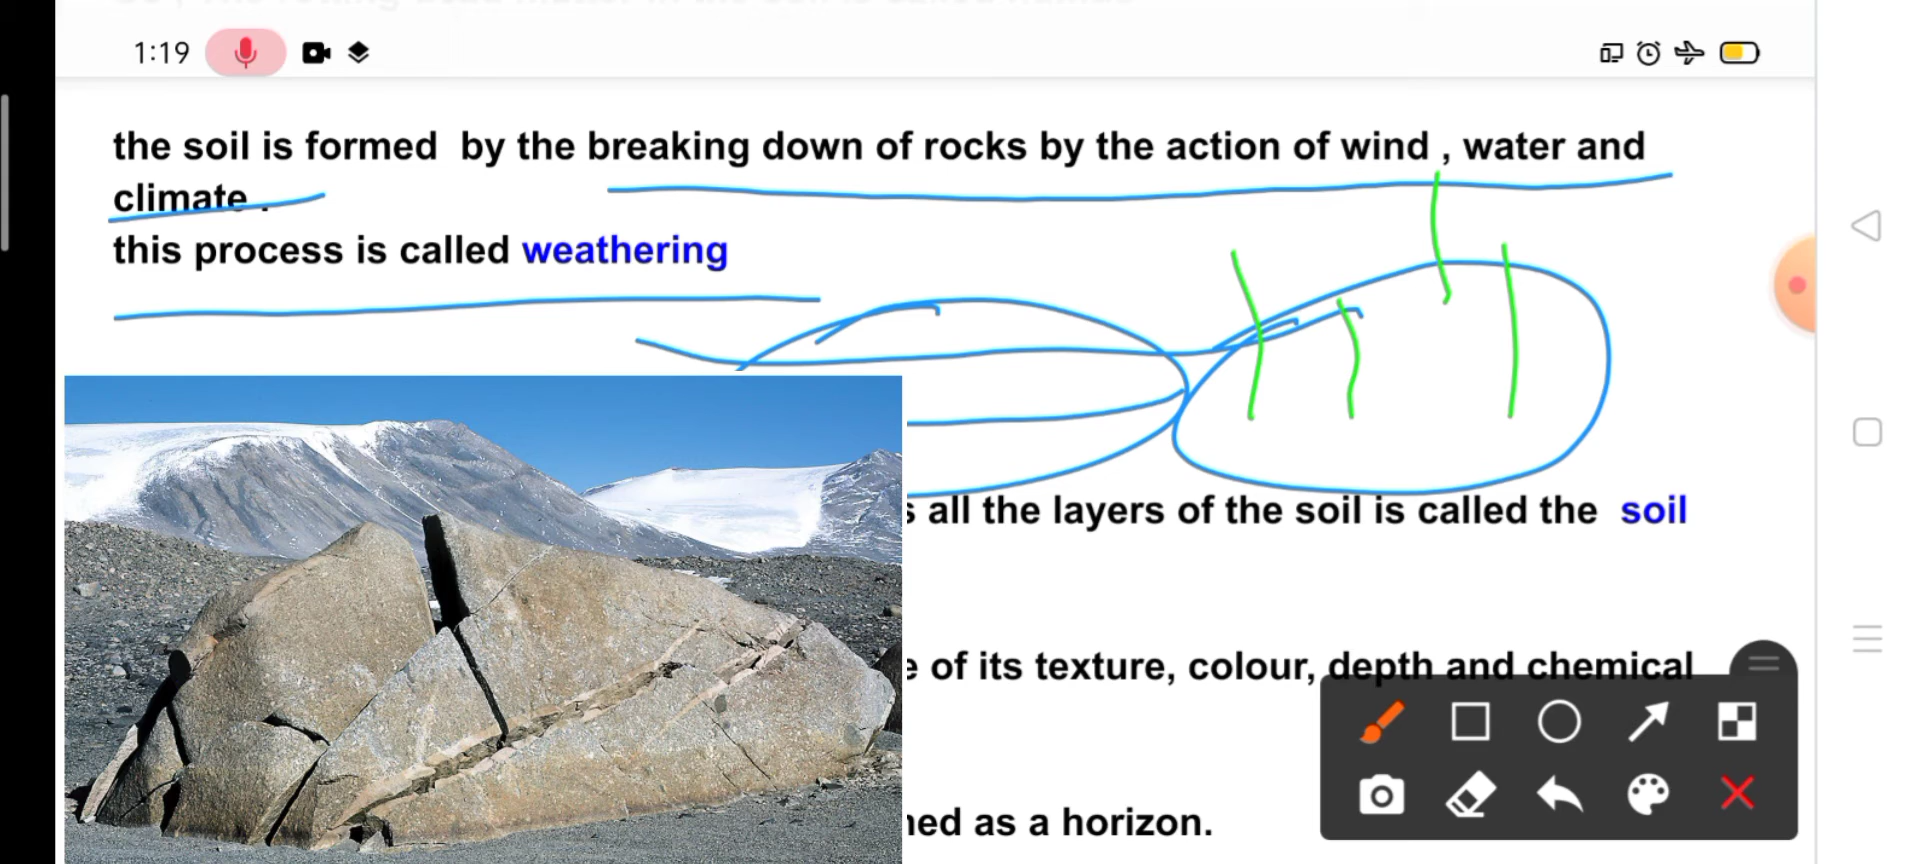 1:19
the soil is formed by the breaking down of rocks by the action of wind , water and
climate .
this process is called weathering
all the layers of the soil is called the soil
of its texture, colour, depth and chemical
as a horizon.